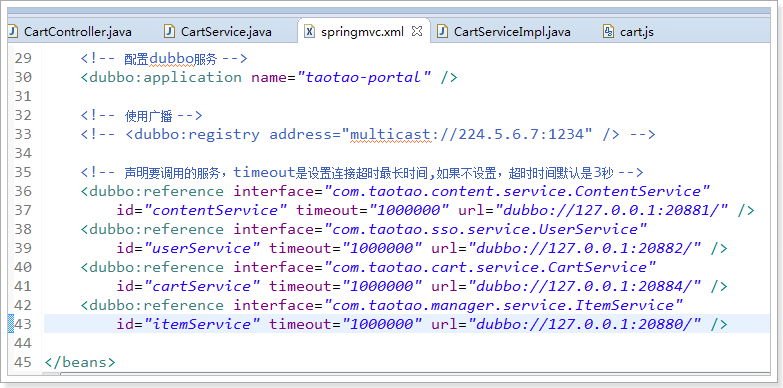 CartController.java CartService.java springmvc.xml CartServiceImpl.java cart.js
29 <!-- 配置dubbo服务 -->
30 <dubbo:application name="taotao-portal" />
31
32 <!-- 使用广播 -->
33 <!-- <dubbo:registry address="multicast://224.5.6.7:1234" /> -->
34
35 <!-- 声明要调用的服务，timeout是设置连接超时最长时间,如果不设置，超时时间默认是3秒 -->
36 <dubbo:reference interface="com.taotao.content.service.ContentService"
37 id="contentService" timeout="1000000" url="dubbo://127.0.0.1:20881/" />
38 <dubbo:reference interface="com.taotao.sso.service.UserService"
39 id="userService" timeout="1000000" url="dubbo://127.0.0.1:20882/" />
40 <dubbo:reference interface="com.taotao.cart.service.CartService"
41 id="cartService" timeout="1000000" url="dubbo://127.0.0.1:20884/" />
42 <dubbo:reference interface="com.taotao.manager.service.ItemService"
43 id="itemService" timeout="1000000" url="dubbo://127.0.0.1:20880/" />
44
45 </beans>